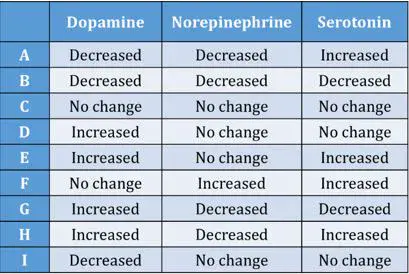 Dopamine Norepinephrine Serotonin
A Decreased Decreased Increased
B Decreased Decreased Decreased
C No change No change No change
D Increased No change No change
E Increased No change Increased
F No change Increased Increased
G Increased Decreased Decreased
H Increased Decreased Increased
I Decreased No change No change